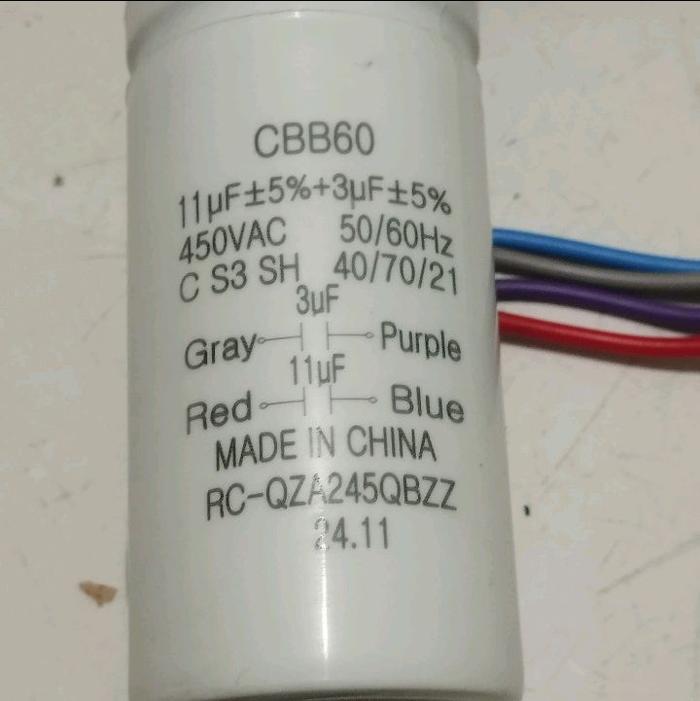 CBB60
11µF±5%+3µF±5%
450VAC 50/60Hz
C S3 SH 40/70/21
3µF
Gray Purple
11µF
Red Blue
MADE IN CHINA
RC-QZA245QBZZ
24.11